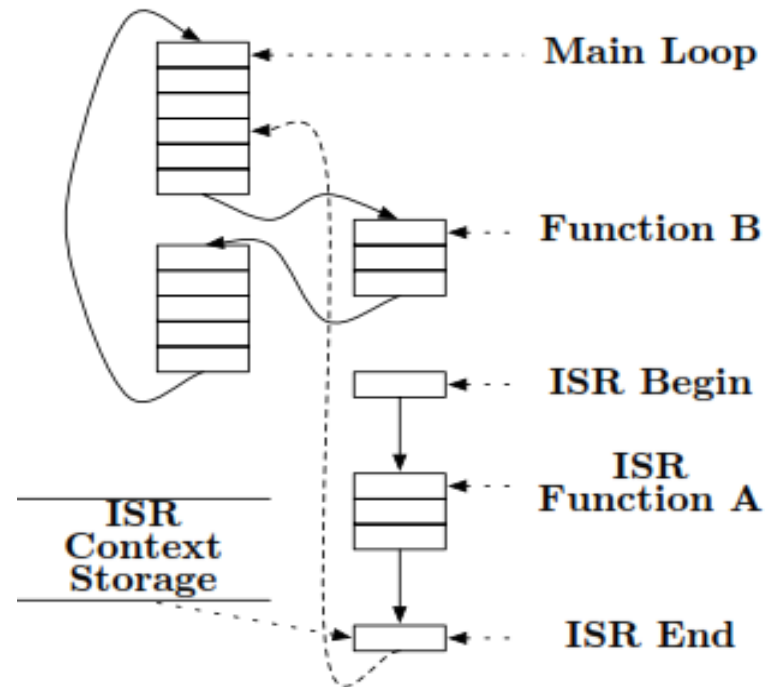 Main Loop
Function B
ISR Begin
ISR
Function A
ISR
Context
Storage
ISR End